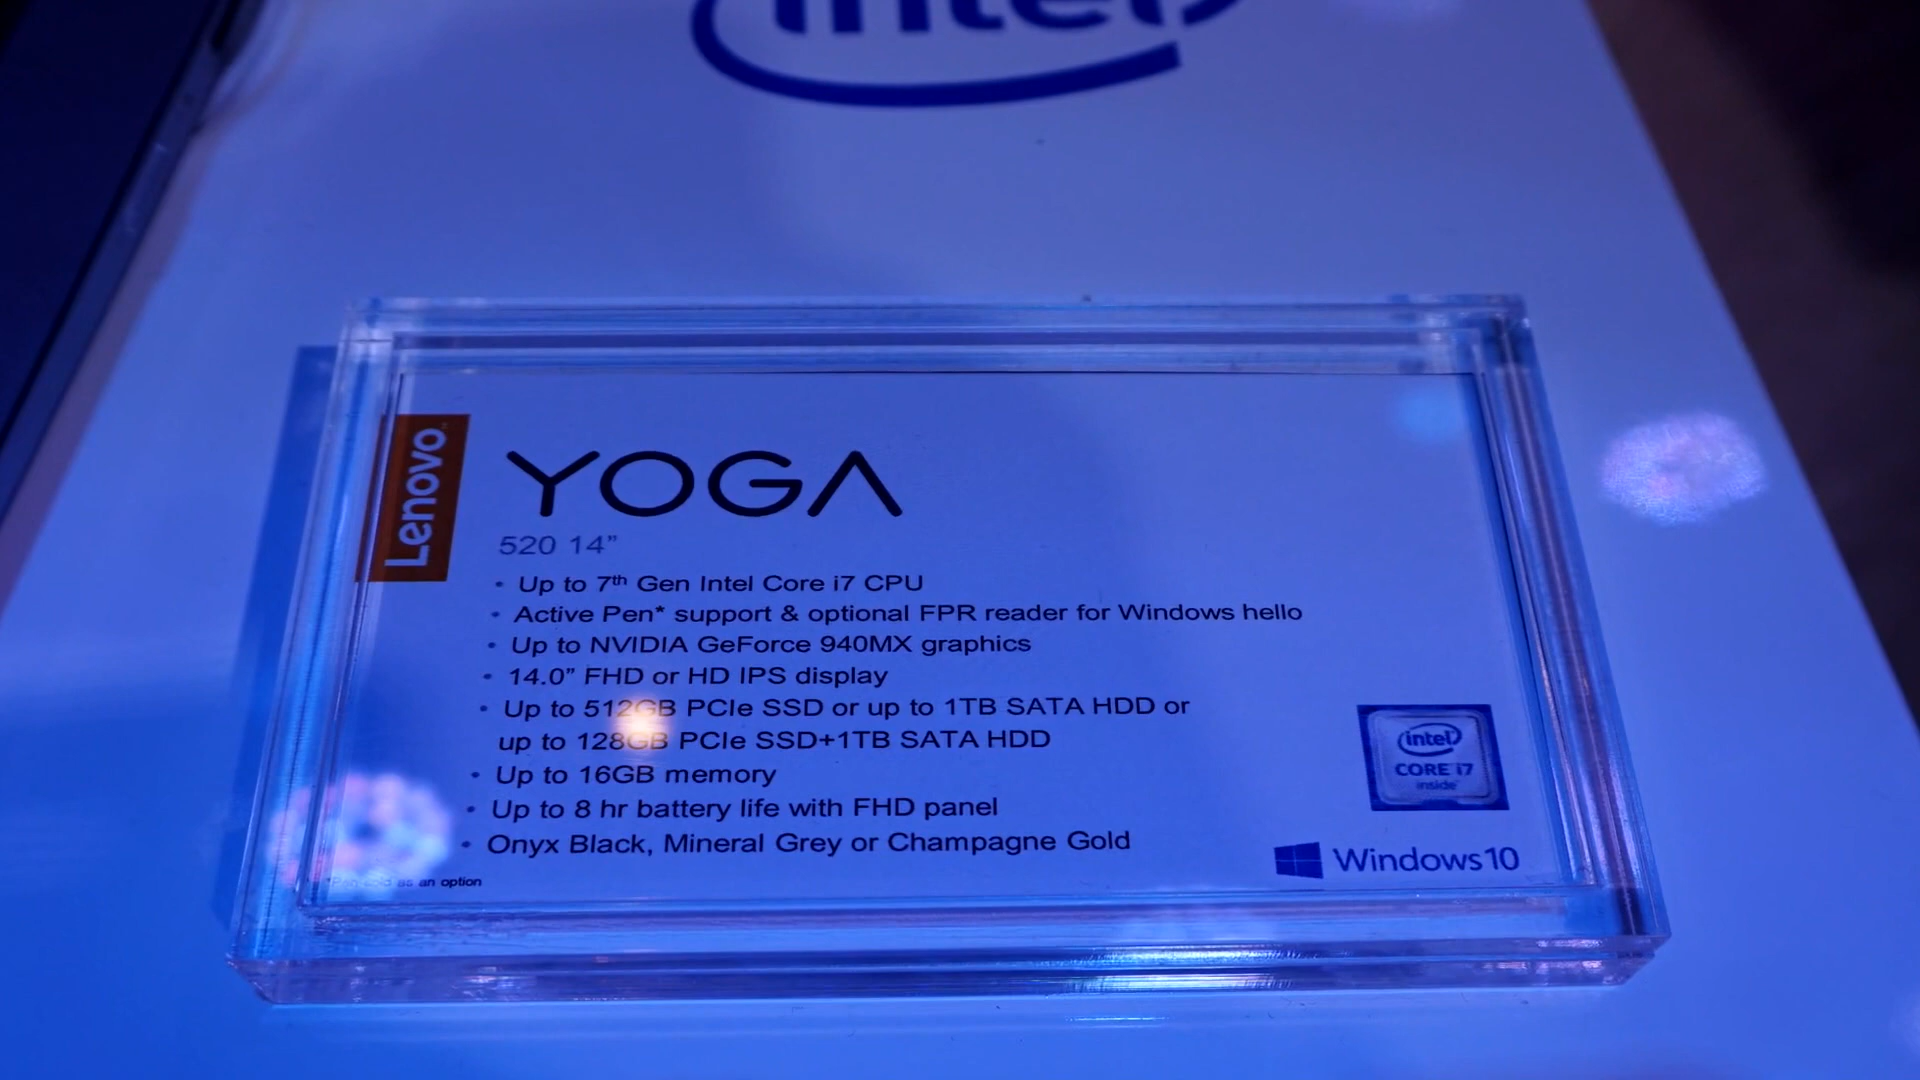 intel
Lenovo
YOGA
520 14”
• Up to 7th Gen Intel Core i7 CPU
• Active Pen* support & optional FPR reader for Windows hello
• Up to NVIDIA GeForce 940MX graphics
• 14.0” FHD or HD IPS display
• Up to 512GB PCIe SSD or up to 1TB SATA HDD or
up to 128GB PCIe SSD+1TB SATA HDD
• Up to 16GB memory
• Up to 8 hr battery life with FHD panel
• Onyx Black, Mineral Grey or Champagne Gold
*Pen sold as an option
intel
CORE i7
inside
Windows 10